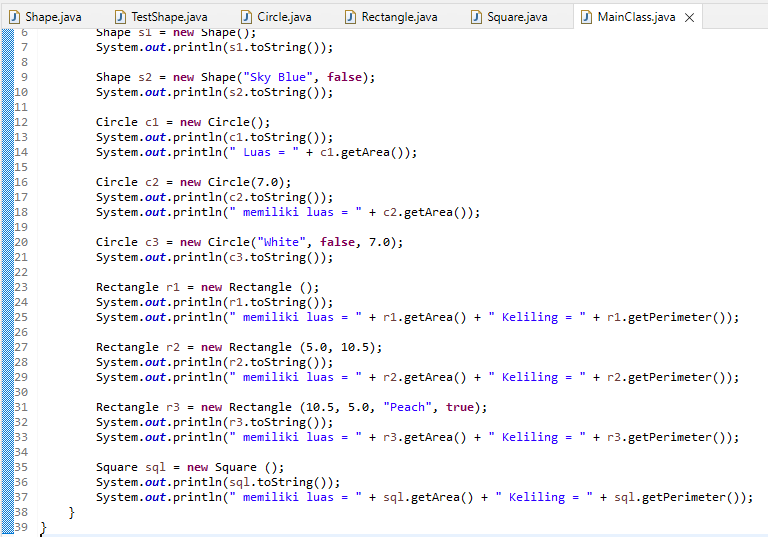 Shape.java TestShape.java Circle.java Rectangle.java Square.java MainClass.java
6 Shape s1 = new Shape();
7 System.out.println(s1.toString());
8
9 Shape s2 = new Shape("Sky Blue", false);
10 System.out.println(s2.toString());
11
12 Circle c1 = new Circle();
13 System.out.println(c1.toString());
14 System.out.println(" Luas = " + c1.getArea());
15
16 Circle c2 = new Circle(7.0);
17 System.out.println(c2.toString());
18 System.out.println(" memiliki luas = " + c2.getArea());
19
20 Circle c3 = new Circle("White", false, 7.0);
21 System.out.println(c3.toString());
22
23 Rectangle r1 = new Rectangle ();
24 System.out.println(r1.toString());
25 System.out.println(" memiliki luas = " + r1.getArea() + " Keliling = " + r1.getPerimeter());
26
27 Rectangle r2 = new Rectangle (5.0, 10.5);
28 System.out.println(r2.toString());
29 System.out.println(" memiliki luas = " + r2.getArea() + " Keliling = " + r2.getPerimeter());
30
31 Rectangle r3 = new Rectangle (10.5, 5.0, "Peach", true);
32 System.out.println(r3.toString());
33 System.out.println(" memiliki luas = " + r3.getArea() + " Keliling = " + r3.getPerimeter());
34
35 Square sql = new Square ();
36 System.out.println(sql.toString());
37 System.out.println(" memiliki luas = " + sql.getArea() + " Keliling = " + sql.getPerimeter());
38 }
39 }